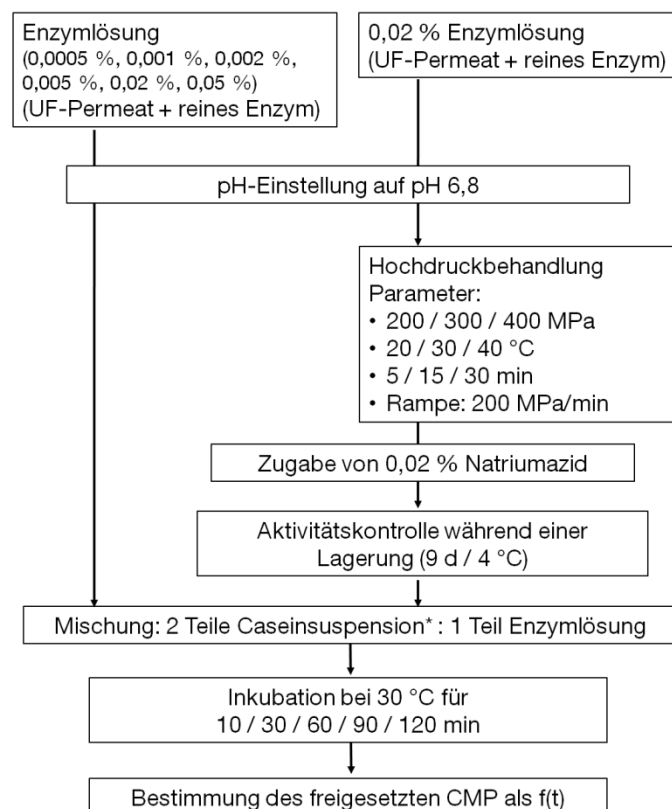 Enzymlösung
(0,0005 %, 0,001 %, 0,002 %,
0,005 %, 0,02 %, 0,05 %)
(UF-Permeat + reines Enzym)
0,02 % Enzymlösung
(UF-Permeat + reines Enzym)
pH-Einstellung auf pH 6,8
Hochdruckbehandlung
Parameter:
• 200 / 300 / 400 MPa
• 20 / 30 / 40 °C
• 5 / 15 / 30 min
• Rampe: 200 MPa/min
Zugabe von 0,02 % Natriumazid
Aktivitätskontrolle während einer
Lagerung (9 d / 4 °C)
Mischung: 2 Teile Caseinsuspension* : 1 Teil Enzymlösung
Inkubation bei 30 °C für
10 / 30 / 60 / 90 / 120 min
Bestimmung des freigesetzten CMP als f(t)